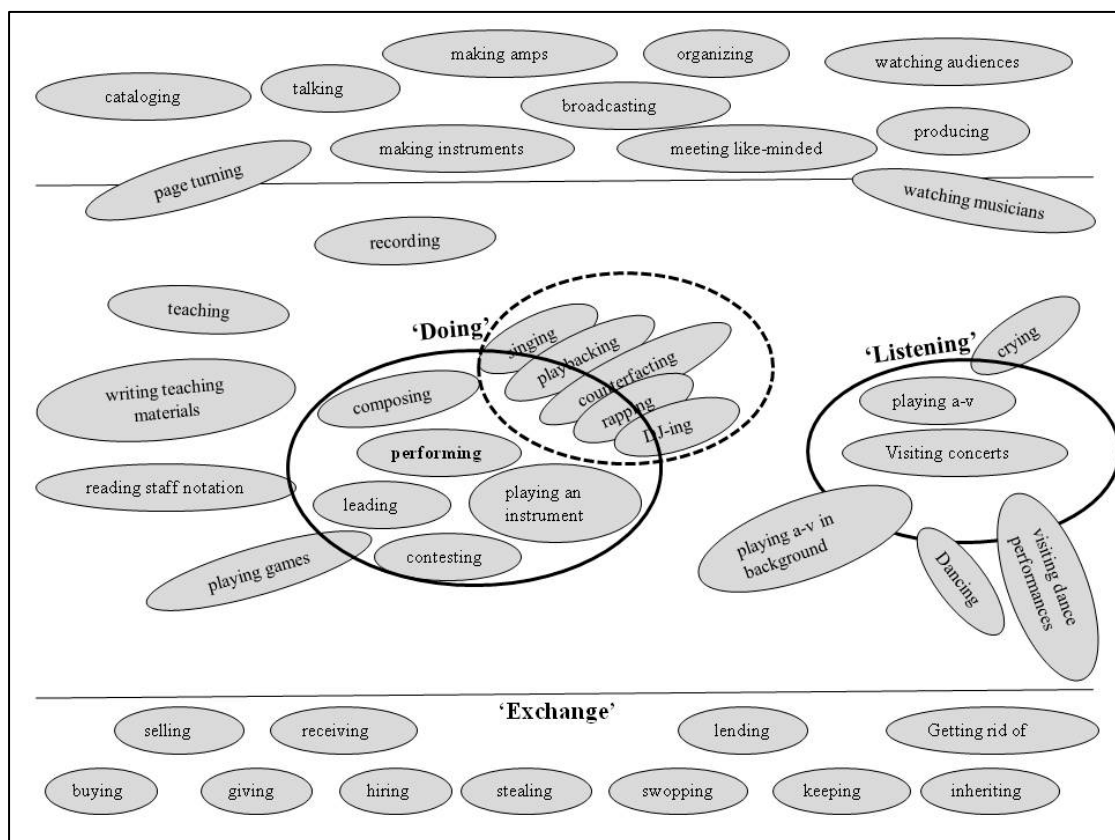 making amps
organizing
watching audiences
cataloging
talking
broadcasting
producing
making instruments
meeting like-minded
page turning
watching musicians
recording
teaching
‘Doing’
singing
playbacking
counterfacting
rapping
DJ-ing
‘Listening’
crying
writing teaching
materials
composing
playing a-v
performing
Visiting concerts
reading staff notation
leading
playing an
instrument
contesting
playing games
playing a-v in
background
Dancing
visiting dance
performances
‘Exchange’
selling
receiving
lending
Getting rid of
buying
giving
hiring
stealing
swopping
keeping
inheriting